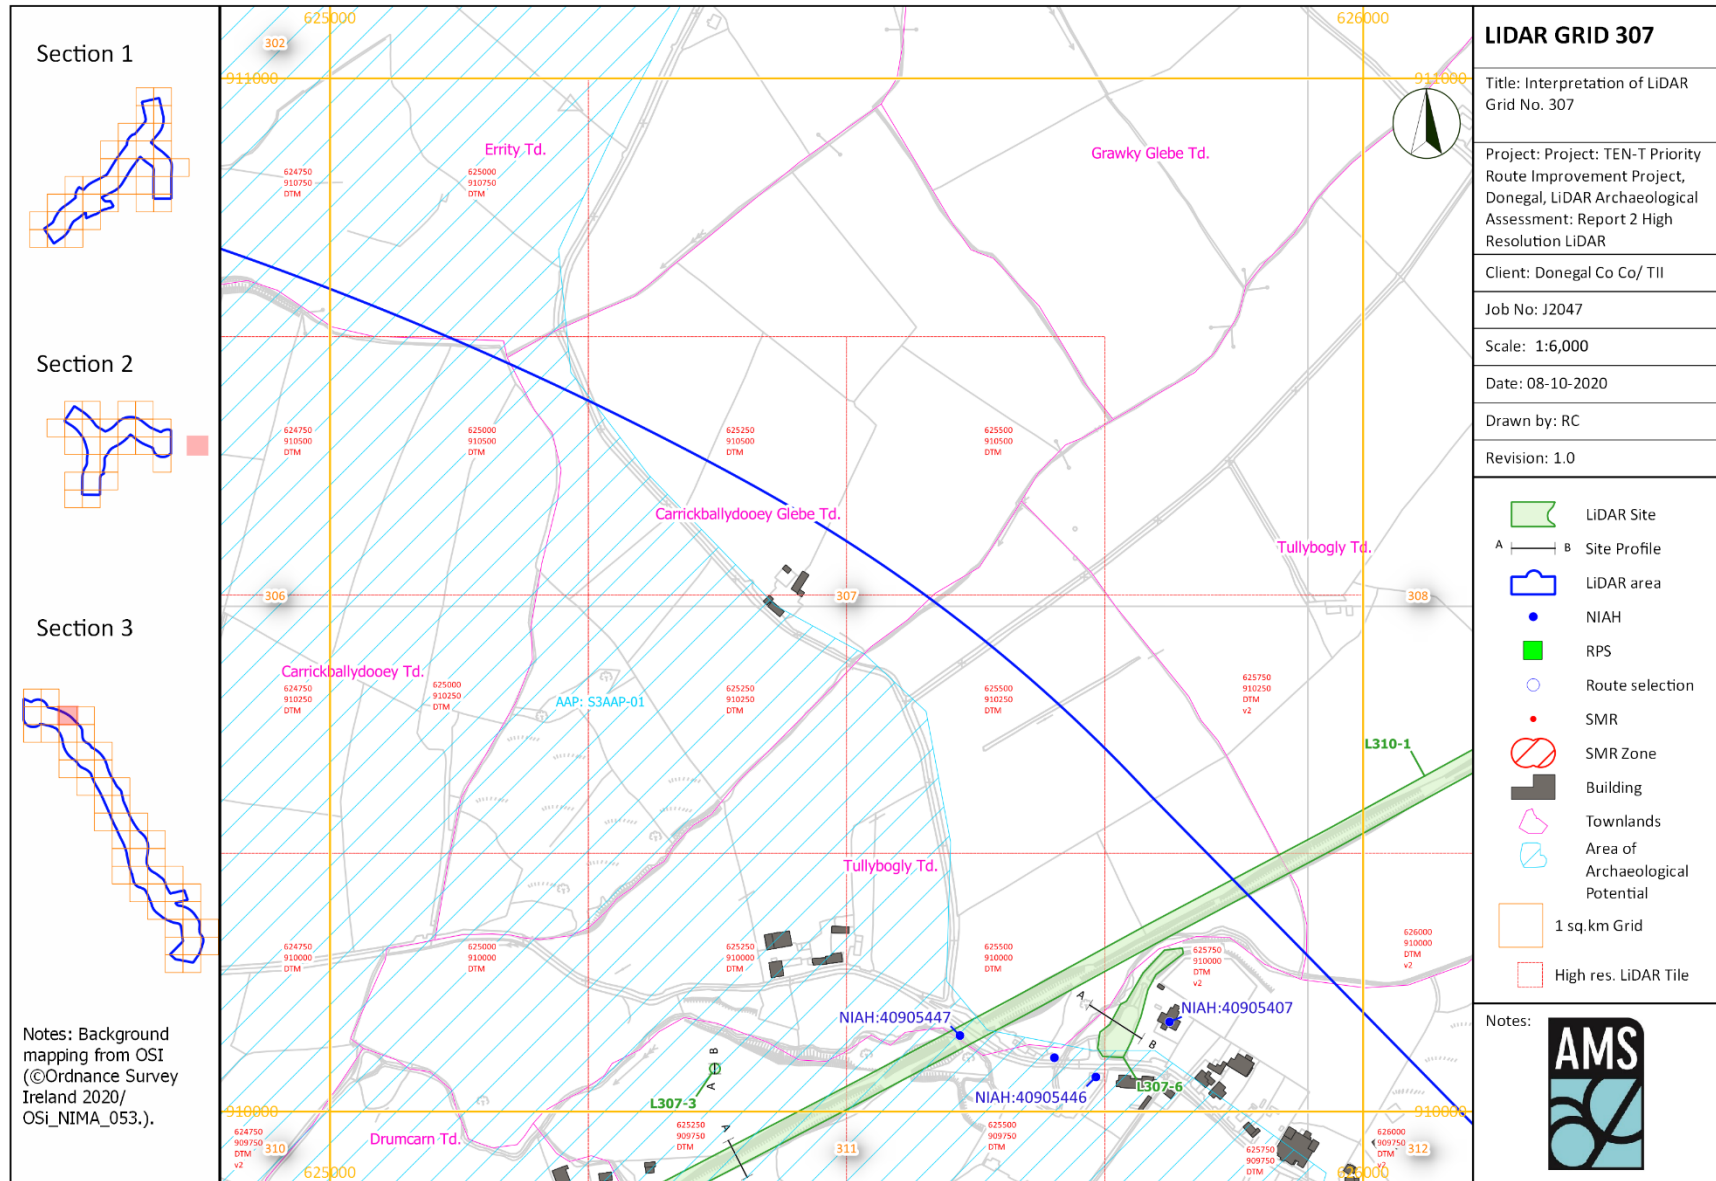 Section 1
Section 2
Section 3
Notes: Background
mapping from OSI
(©Ordnance Survey
Ireland 2020/
OSi_NIMA_053.).
625000
626000
302
911000
911000
Errity Td.
Grawky Glebe Td.
624750
910750
DTM
625000
910750
DTM
624750
910500
DTM
625000
910500
DTM
625250
910500
DTM
625500
910500
DTM
Carrickballydooey Glebe Td.
Tullybogly Td.
306
307
308
Carrickballydooey Td.
624750
910250
DTM
625000
910250
DTM
AAP: S3AAP-01
625250
910250
DTM
625500
910250
DTM
625750
910250
DTM
v2
L310-1
Tullybogly Td.
624750
910000
DTM
625000
910000
DTM
625250
910000
DTM
625500
910000
DTM
625750
910000
DTM
v2
626000
910000
DTM
v2
A
B
NIAH:40905447
NIAH:40905407
B
A
L307-3
L307-6
NIAH:40905446
910000
910000
Drumcarn Td.
624750
909750
DTM
v2
310
625000
625250
909750
DTM
A
311
625500
909750
DTM
625750
909750
DTM
626000
626000
909750
DTM
v2
312
LIDAR GRID 307
Title: Interpretation of LiDAR
Grid No. 307
Project: Project: TEN-T Priority
Route Improvement Project,
Donegal, LiDAR Archaeological
Assessment: Report 2 High
Resolution LiDAR
Client: Donegal Co Co/ TII
Job No: J2047
Scale: 1:6,000
Date: 08-10-2020
Drawn by: RC
Revision: 1.0
LiDAR Site
A B Site Profile
LiDAR area
NIAH
RPS
Route selection
SMR
SMR Zone
Building
Townlands
Area of
Archaeological
Potential
1 sq.km Grid
High res. LiDAR Tile
Notes:
AMS